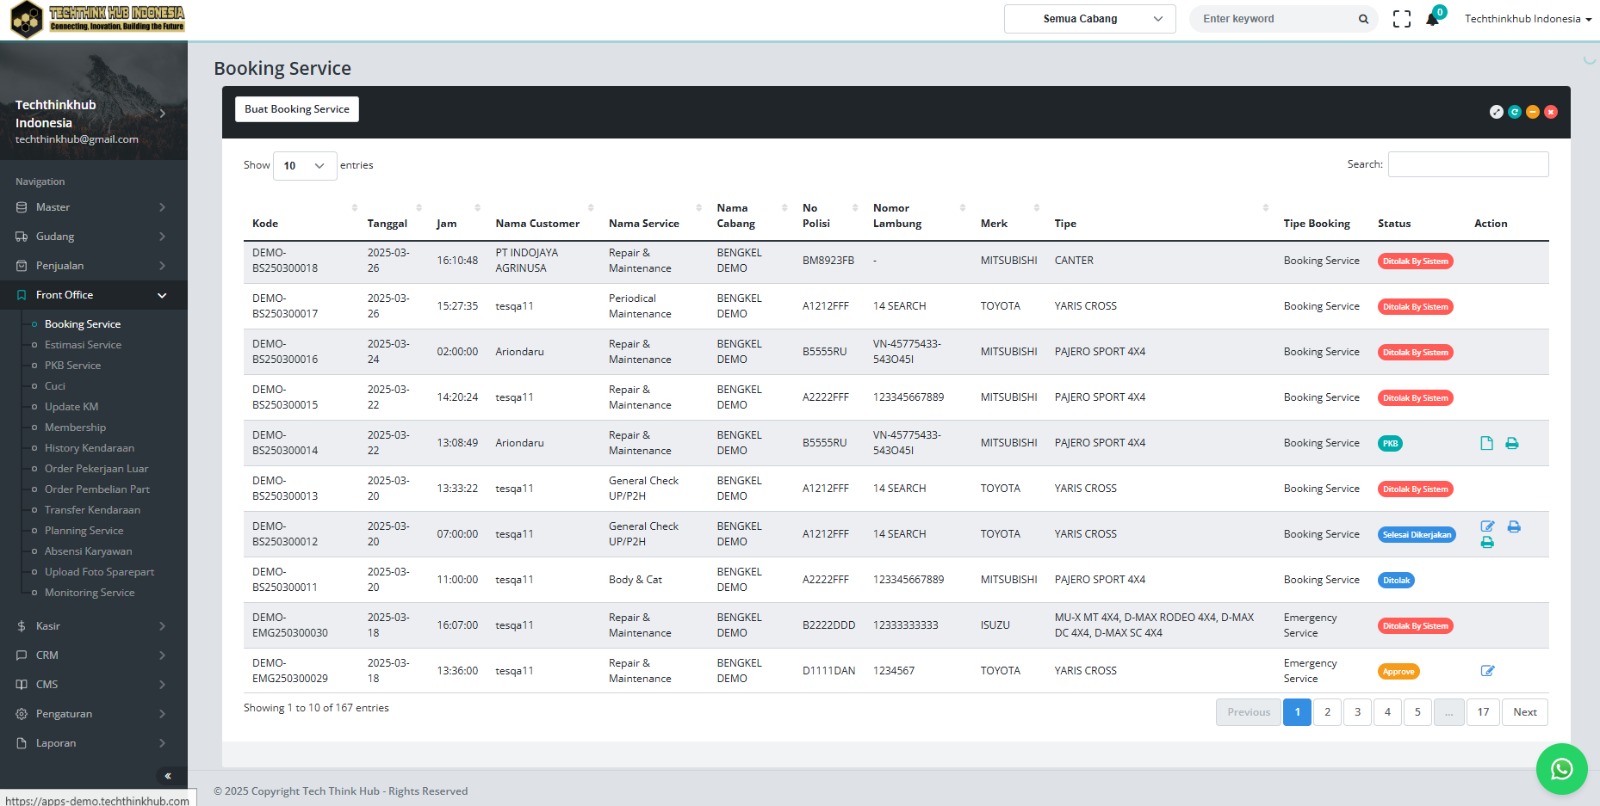 TECHTHINK HUB INDONESIA
Connecting, Inovation, Building the Future
Semua Cabang
Enter keyword
0
Techthinkhub Indonesia
Techthinkhub
Indonesia
techthinkhub@gmail.com
Navigation
Master
Gudang
Penjualan
Front Office
Booking Service
Estimasi Service
PKB Service
Cuci
Update KM
Membership
History Kendaraan
Order Pekerjaan Luar
Order Pembelian Part
Transfer Kendaraan
Planning Service
Absensi Karyawan
Upload Foto Sparepart
Monitoring Service
$ Kasir
CRM
CMS
Pengaturan
Laporan
https://apps-demo.techthinkhub.com
Booking Service
Buat Booking Service
Show 10 entries
Search:
Kode Tanggal Jam Nama Customer Nama Service Nama Cabang No Polisi Nomor Lambung Merk Tipe Tipe Booking Status Action
DEMO-BS250300018 2025-03-26 16:10:48 PT INDOJAYA AGRINUSA Repair & Maintenance BENGKEL DEMO BM8923FB - MITSUBISHI CANTER Booking Service Ditolak By Sistem
DEMO-BS250300017 2025-03-26 15:27:35 tesqa11 Periodical Maintenance BENGKEL DEMO A1212FFF 14 SEARCH TOYOTA YARIS CROSS Booking Service Ditolak By Sistem
DEMO-BS250300016 2025-03-24 02:00:00 Ariondaru Repair & Maintenance BENGKEL DEMO B5555RU VN-45775433-543O45I MITSUBISHI PAJERO SPORT 4X4 Booking Service Ditolak By Sistem
DEMO-BS250300015 2025-03-22 14:20:24 tesqa11 Repair & Maintenance BENGKEL DEMO A2222FFF 123345667889 MITSUBISHI PAJERO SPORT 4X4 Booking Service Ditolak By Sistem
DEMO-BS250300014 2025-03-22 13:08:49 Ariondaru Repair & Maintenance BENGKEL DEMO B5555RU VN-45775433-543O45I MITSUBISHI PAJERO SPORT 4X4 Booking Service PKB
DEMO-BS250300013 2025-03-20 13:33:22 tesqa11 General Check UP/P2H BENGKEL DEMO A1212FFF 14 SEARCH TOYOTA YARIS CROSS Booking Service Ditolak By Sistem
DEMO-BS250300012 2025-03-20 07:00:00 tesqa11 General Check UP/P2H BENGKEL DEMO A1212FFF 14 SEARCH TOYOTA YARIS CROSS Booking Service Selesai Dikerjakan
DEMO-BS250300011 2025-03-20 11:00:00 tesqa11 Body & Cat BENGKEL DEMO A2222FFF 123345667889 MITSUBISHI PAJERO SPORT 4X4 Booking Service Ditolak
DEMO-EMG250300030 2025-03-18 16:07:00 tesqa11 Repair & Maintenance BENGKEL DEMO B2222DDD 12333333333 ISUZU MU-X MT 4X4, D-MAX RODEO 4X4, D-MAX DC 4X4, D-MAX SC 4X4 Emergency Service Ditolak By Sistem
DEMO-EMG250300029 2025-03-18 13:36:00 tesqa11 Repair & Maintenance BENGKEL DEMO D1111DAN 1234567 TOYOTA YARIS CROSS Emergency Service Approve
Showing 1 to 10 of 167 entries
Previous 1 2 3 4 5 ... 17 Next
© 2025 Copyright Tech Think Hub - Rights Reserved